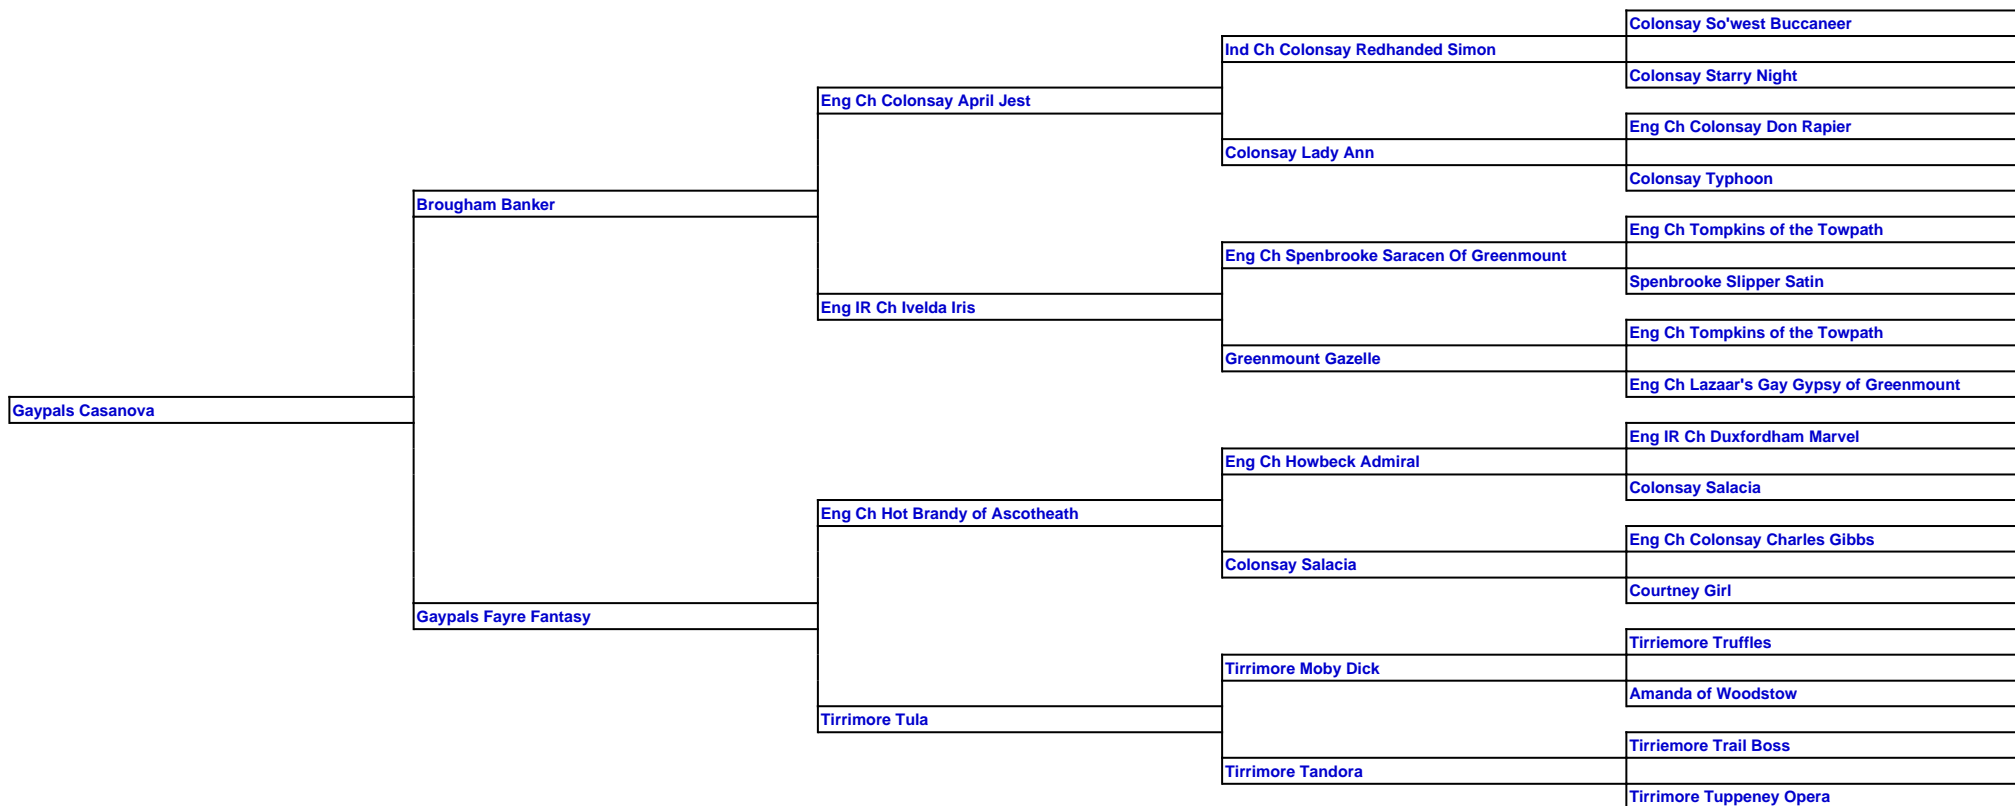 Colonsay So'west Buccaneer
Ind Ch Colonsay Redhanded Simon
Colonsay Starry Night
Eng Ch Colonsay April Jest
Eng Ch Colonsay Don Rapier
Colonsay Lady Ann
Colonsay Typhoon
Brougham Banker
Eng Ch Tompkins of the Towpath
Eng Ch Spenbrooke Saracen Of Greenmount
Spenbrooke Slipper Satin
Eng IR Ch Ivelda Iris
Eng Ch Tompkins of the Towpath
Greenmount Gazelle
Eng Ch Lazaar's Gay Gypsy of Greenmount
Gaypals Casanova
Eng IR Ch Duxfordham Marvel
Eng Ch Howbeck Admiral
Colonsay Salacia
Eng Ch Hot Brandy of Ascotheath
Eng Ch Colonsay Charles Gibbs
Colonsay Salacia
Courtney Girl
Gaypals Fayre Fantasy
Tirriemore Truffles
Tirrimore Moby Dick
Amanda of Woodstow
Tirrimore Tula
Tirriemore Trail Boss
Tirrimore Tandora
Tirrimore Tuppeney Opera